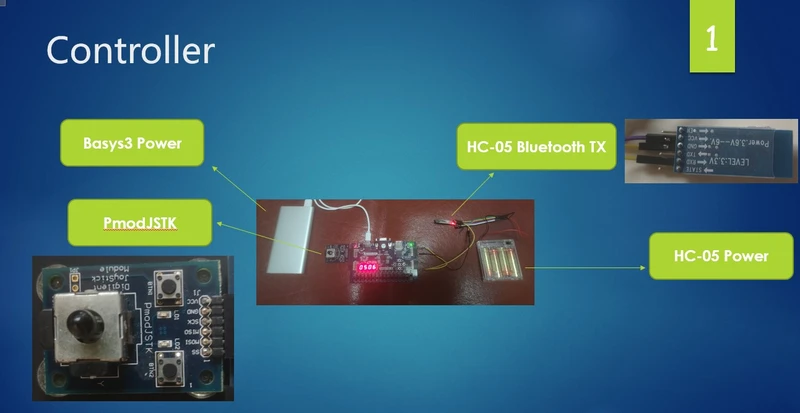 Controller
1
Basys3 Power
HC-05 Bluetooth TX
PmodJSTK
HC-05 Power
Power:3.6V--6V
LEVEL:3.3V
VCC
GND
TXD
RXD
STATE
JP1
Digilent
JoyStick
Module
PmodJSTK
BTN1
BTN2
LD1
LD2
J1
VCC
GND
SCK
MISO
MOSI
SS
1
Y